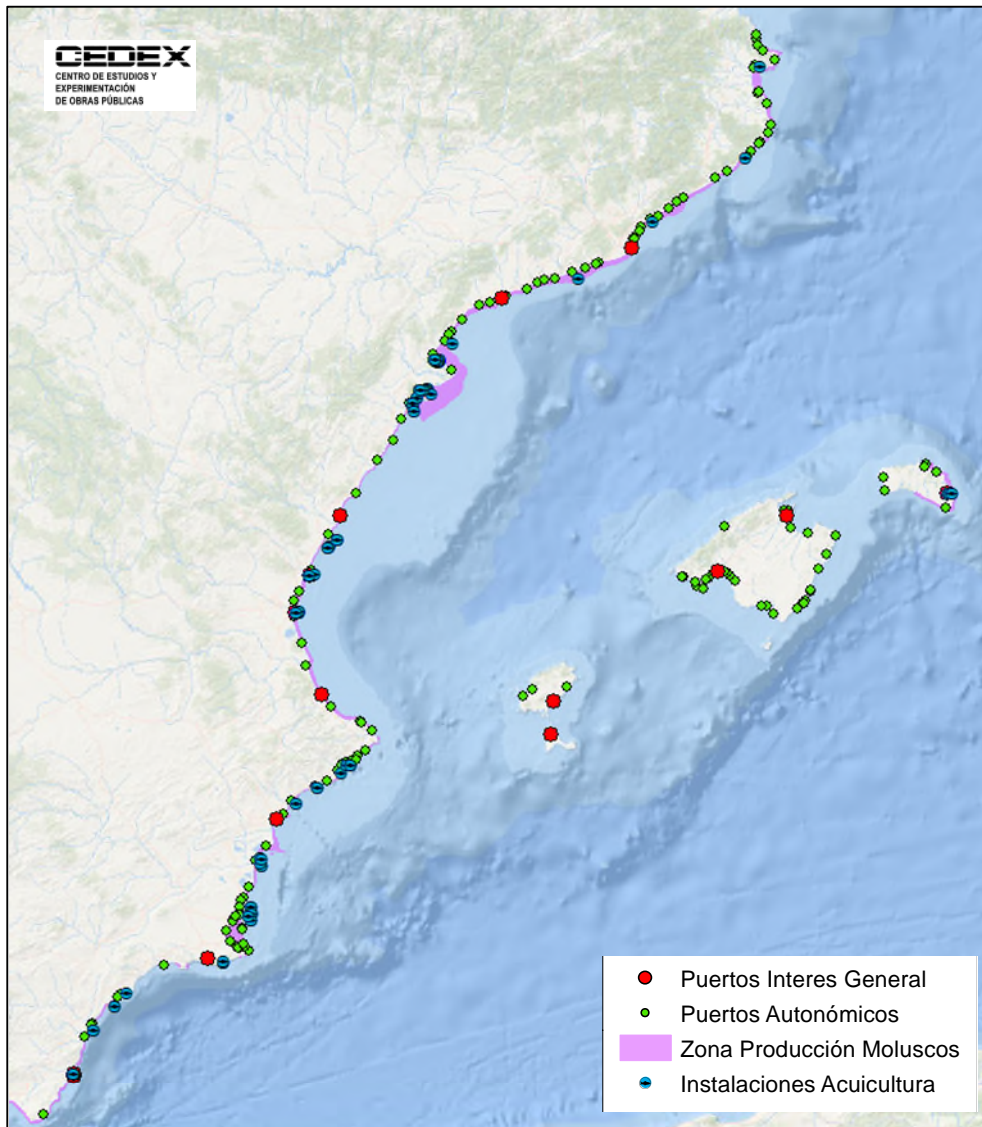 CEDEX
CENTRO DE ESTUDIOS Y
EXPERIMENTACIÓN
DE OBRAS PÚBLICAS
Puertos Interes General
Puertos Autonómicos
Zona Producción Moluscos
Instalaciones Acuicultura